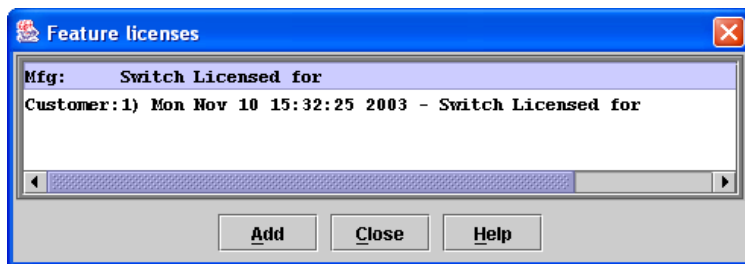 Feature licenses
Mfg: Switch Licensed for
Customer:1) Mon Nov 10 15:32:25 2003 - Switch Licensed for
Add Close Help